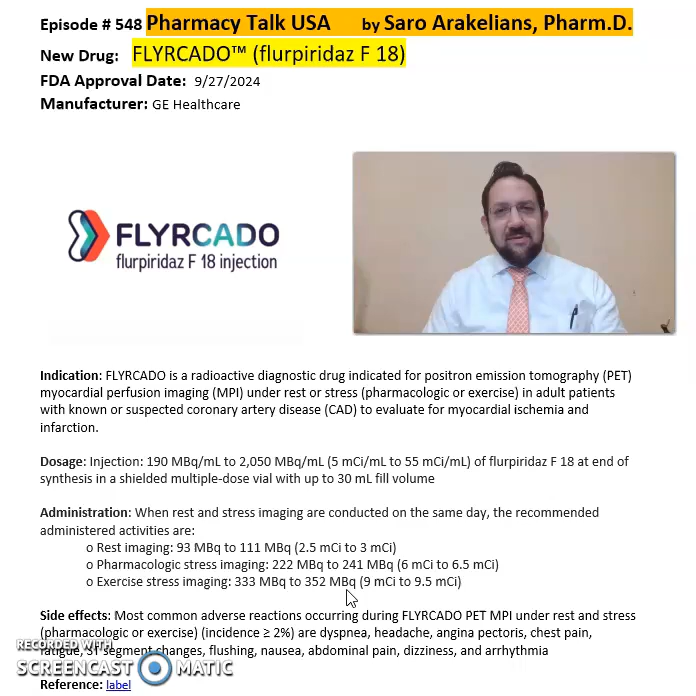 Episode # 548 Pharmacy Talk USA by Saro Arakelians, Pharm.D.
New Drug: FLYRCADO™ (flurpiridaz F 18)
FDA Approval Date: 9/27/2024
Manufacturer: GE Healthcare
FLYRCADO
flurpiridaz F 18 injection
Indication: FLYRCADO is a radioactive diagnostic drug indicated for positron emission tomography (PET)
myocardial perfusion imaging (MPI) under rest or stress (pharmacologic or exercise) in adult patients
with known or suspected coronary artery disease (CAD) to evaluate for myocardial ischemia and
infarction.
Dosage: Injection: 190 MBq/mL to 2,050 MBq/mL (5 mCi/mL to 55 mCi/mL) of flurpiridaz F 18 at end of
synthesis in a shielded multiple-dose vial with up to 30 mL fill volume
Administration: When rest and stress imaging are conducted on the same day, the recommended
administered activities are:
o Rest imaging: 93 MBq to 111 MBq (2.5 mCi to 3 mCi)
o Pharmacologic stress imaging: 222 MBq to 241 MBq (6 mCi to 6.5 mCi)
o Exercise stress imaging: 333 MBq to 352 MBq (9 mCi to 9.5 mCi)
Side effects: Most common adverse reactions occurring during FLYRCADO PET MPI under rest and stress
(pharmacologic or exercise) (incidence ≥ 2%) are dyspnea, headache, angina pectoris, chest pain,
fatigue, ST segment changes, flushing, nausea, abdominal pain, dizziness, and arrhythmia
RECORDED WITH
SCREENCAST MATIC
Reference: label